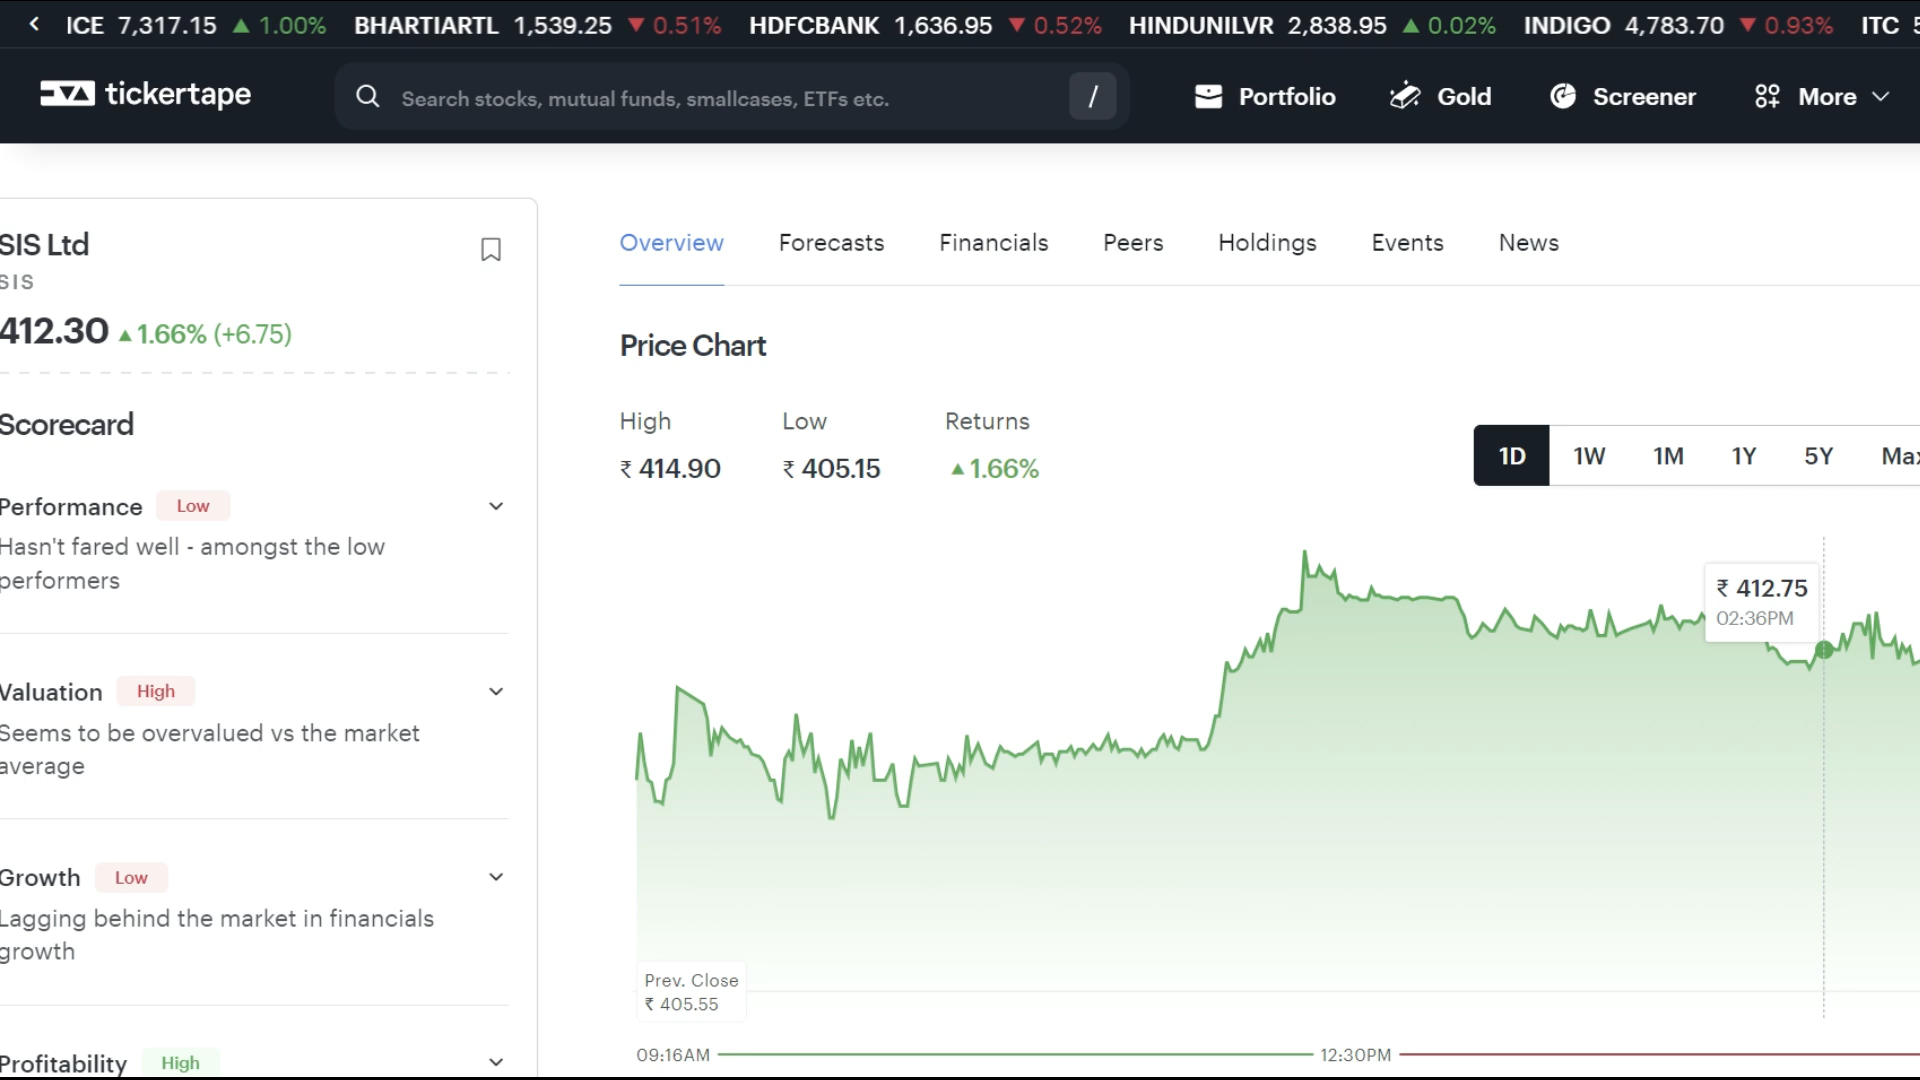 ICE 7,317.15 ▲ 1.00% BHARTIARTL 1,539.25 ▼ 0.51% HDFCBANK 1,636.95 ▼ 0.52% HINDUNILVR 2,838.95 ▲ 0.02% INDIGO 4,783.70 ▼ 0.93% ITC
tickertape Search stocks, mutual funds, smallcases, ETFs etc. / Portfolio Gold Screener More
SIS Ltd
SIS
412.30 ▲ 1.66% (+6.75)
Scorecard
Performance Low
Hasn't fared well - amongst the low
performers
Valuation High
Seems to be overvalued vs the market
average
Growth Low
Lagging behind the market in financials
growth
Profitability High
Overview Forecasts Financials Peers Holdings Events News
Price Chart
High Low Returns
₹ 414.90 ₹ 405.15 ▲ 1.66%
1D 1W 1M 1Y 5Y Max
₹ 412.75
02:36PM
Prev. Close
₹ 405.55
09:16AM 12:30PM